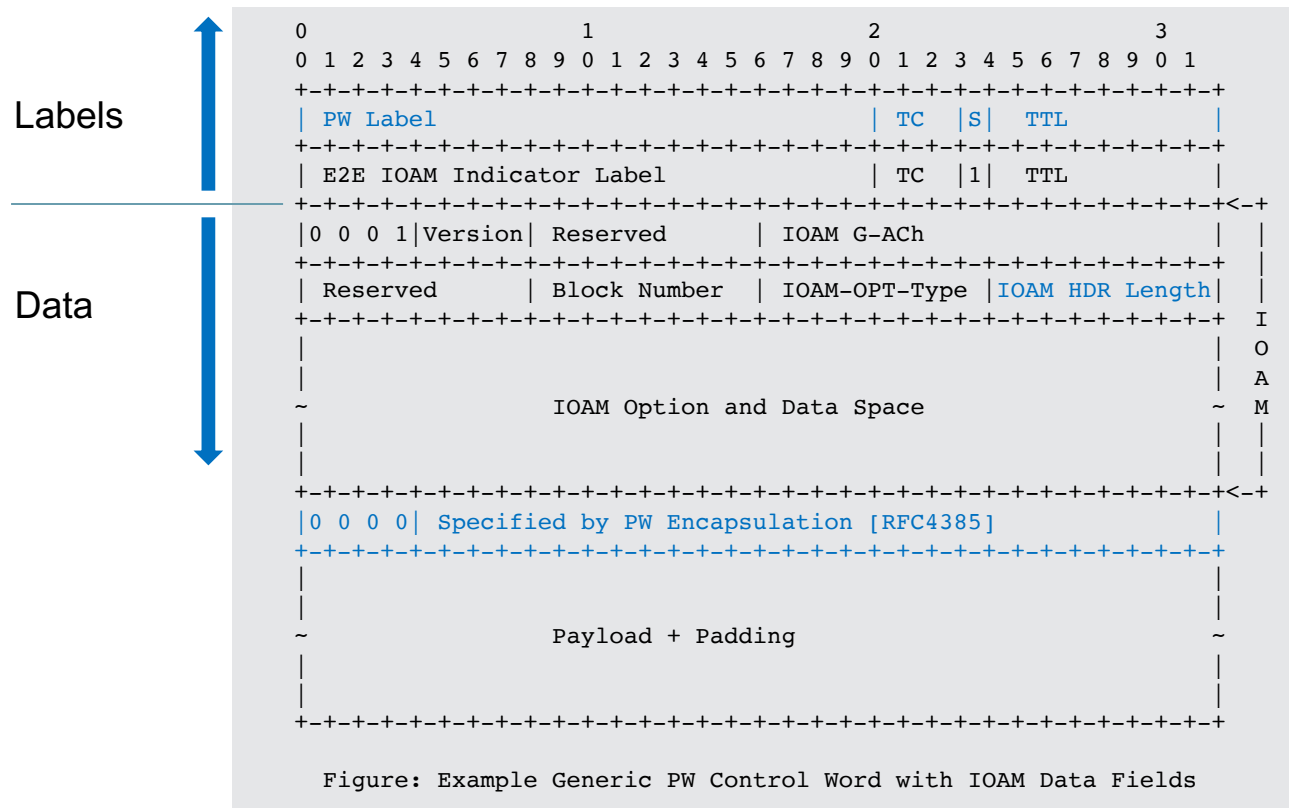 0 1 2 3
0 1 2 3 4 5 6 7 8 9 0 1 2 3 4 5 6 7 8 9 0 1 2 3 4 5 6 7 8 9 0 1
+-+-+-+-+-+-+-+-+-+-+-+-+-+-+-+-+-+-+-+-+-+-+-+-+-+-+-+-+-+-+-+-+
Labels
| PW Label | TC |S| TTL |
+-+-+-+-+-+-+-+-+-+-+-+-+-+-+-+-+-+-+-+-+-+-+-+-+-+-+-+-+-+-+-+-+
| E2E IOAM Indicator Label | TC |1| TTL |
+-+-+-+-+-+-+-+-+-+-+-+-+-+-+-+-+-+-+-+-+-+-+-+-+-+-+-+-+-+-+-+-+<-+
|0 0 0 1|Version| Reserved | IOAM G-ACh | |
+-+-+-+-+-+-+-+-+-+-+-+-+-+-+-+-+-+-+-+-+-+-+-+-+-+-+-+-+-+-+-+-+ |
Data
| Reserved | Block Number | IOAM-OPT-Type |IOAM HDR Length| |
+-+-+-+-+-+-+-+-+-+-+-+-+-+-+-+-+-+-+-+-+-+-+-+-+-+-+-+-+-+-+-+-+ I
| | O
| | A
~ IOAM Option and Data Space ~ M
| | |
| | |
+-+-+-+-+-+-+-+-+-+-+-+-+-+-+-+-+-+-+-+-+-+-+-+-+-+-+-+-+-+-+-+-+<-+
|0 0 0 0| Specified by PW Encapsulation [RFC4385] |
+-+-+-+-+-+-+-+-+-+-+-+-+-+-+-+-+-+-+-+-+-+-+-+-+-+-+-+-+-+-+-+-+
| |
| |
~ Payload + Padding ~
| |
| |
+-+-+-+-+-+-+-+-+-+-+-+-+-+-+-+-+-+-+-+-+-+-+-+-+-+-+-+-+-+-+-+-+
Figure: Example Generic PW Control Word with IOAM Data Fields